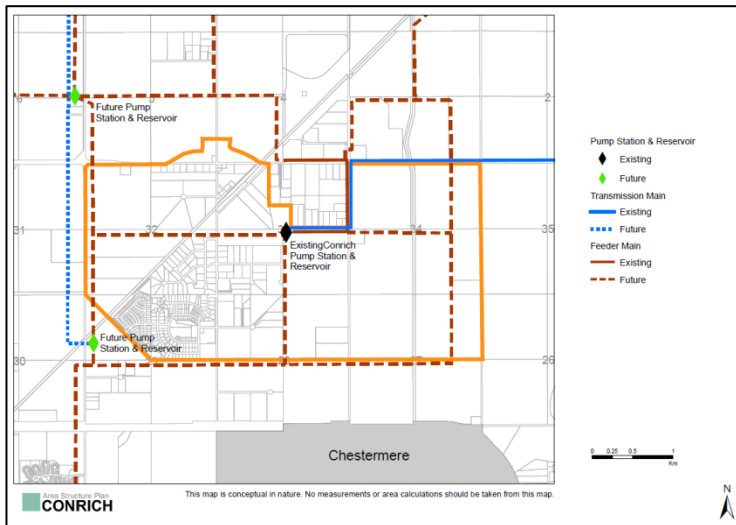 6
4
2
Future Pump
Station & Reservoir
31
32
34
35
ExistingConrich
Pump Station &
Reservoir
Future Pump
Station & Reservoir
30
26
Chestermere
Pump Station & Reservoir
Existing
Future
Transmission Main
Existing
Future
Feeder Main
Existing
Future
0 0.25 0.5 1
Km
N
Area Structure Plan
CONRICH
This map is conceptual in nature. No measurements or area calculations should be taken from this map.